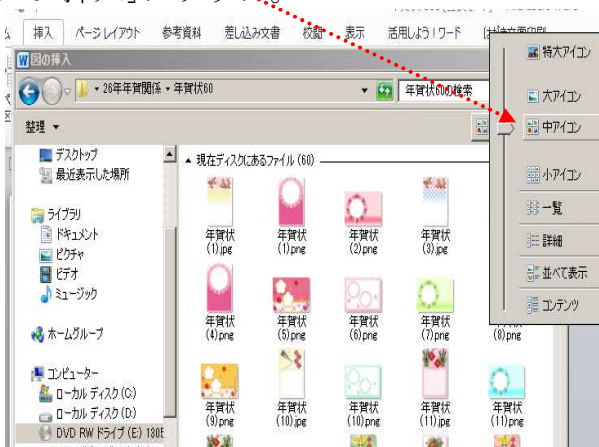 挿入 ページレイアウト 参考資料 差し込み文書 校閲 表示 活用しよう!ワード
図の挿入
26年年賀関係 年賀状60
年賀状60の検索
整理
デスクトップ
最近表示した場所
ライブラリ
ドキュメント
ピクチャ
ビデオ
ミュージック
ホームグループ
コンピューター
ローカル ディスク (C:)
ローカル ディスク (D:)
DVD RW ドライブ (E:)
現在ディスクにあるファイル (60)
年賀状
(1).jpg
年賀状
(1).png
年賀状
(2).png
年賀状
(3).jpg
年賀状
(4).png
年賀状
(5).png
年賀状
(6).png
年賀状
(7).png
年賀状
(8).png
年賀状
(9).png
年賀状
(10).jpg
年賀状
(10).png
年賀状
(11).jpg
年賀状
(11).png
特大アイコン
大アイコン
中アイコン
小アイコン
一覧
詳細
並べて表示
コンテンツ